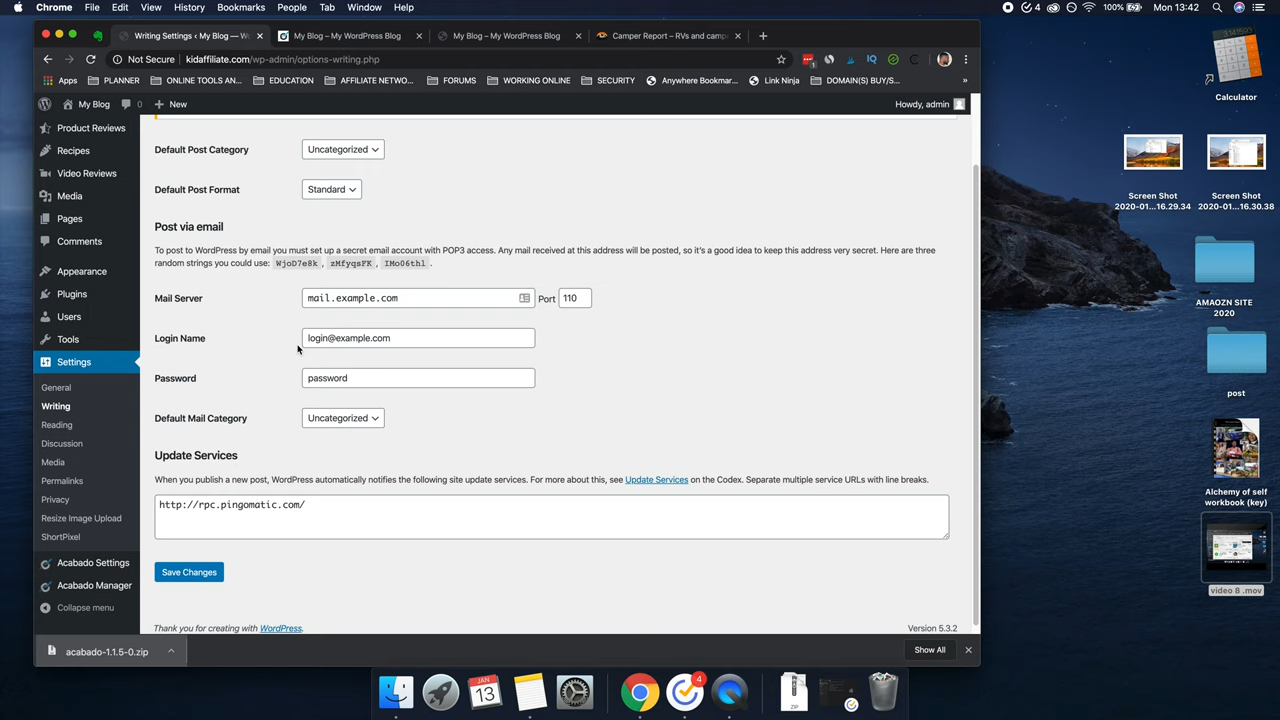 Chrome File Edit View History Bookmarks People Tab Window Help
4 100% Mon 13:42
Writing Settings ‹ My Blog — Wo
My Blog – My WordPress Blog
My Blog – My WordPress Blog
Camper Report – RVs and campe
Not Secure kidaffiliate.com/wp-admin/options-writing.php
Apps PLANNER ONLINE TOOLS AN... EDUCATION AFFILIATE NETWO... FORUMS WORKING ONLINE SECURITY Anywhere Bookmar... Link Ninja DOMAIN(S) BUY/S... »
My Blog 0 New Howdy, admin
Product Reviews
Recipes
Video Reviews
Media
Pages
Comments
Appearance
Plugins
Users
Tools
Settings
General
Writing
Reading
Discussion
Media
Permalinks
Privacy
Resize Image Upload
ShortPixel
Acabado Settings
Acabado Manager
Collapse menu
Default Post Category Uncategorized
Default Post Format Standard
Post via email
To post to WordPress by email you must set up a secret email account with POP3 access. Any mail received at this address will be posted, so it's a good idea to keep this address very secret. Here are three
random strings you could use: WjoD7e8k , zMfyqsFK , IMo06thl .
Mail Server mail.example.com Port 110
Login Name login@example.com
Password password
Default Mail Category Uncategorized
Update Services
When you publish a new post, WordPress automatically notifies the following site update services. For more about this, see Update Services on the Codex. Separate multiple service URLs with line breaks.
http://rpc.pingomatic.com/
Save Changes
Thank you for creating with WordPress. Version 5.3.2
acabado-1.1.5-0.zip Show All
Calculator
Screen Shot
2020-01...16.29.34
Screen Shot
2020-01...16.30.38
AMAOZN SITE
2020
post
Alchemy of self
workbook (key)
video 8 .mov
JAN
13
4
ZIP